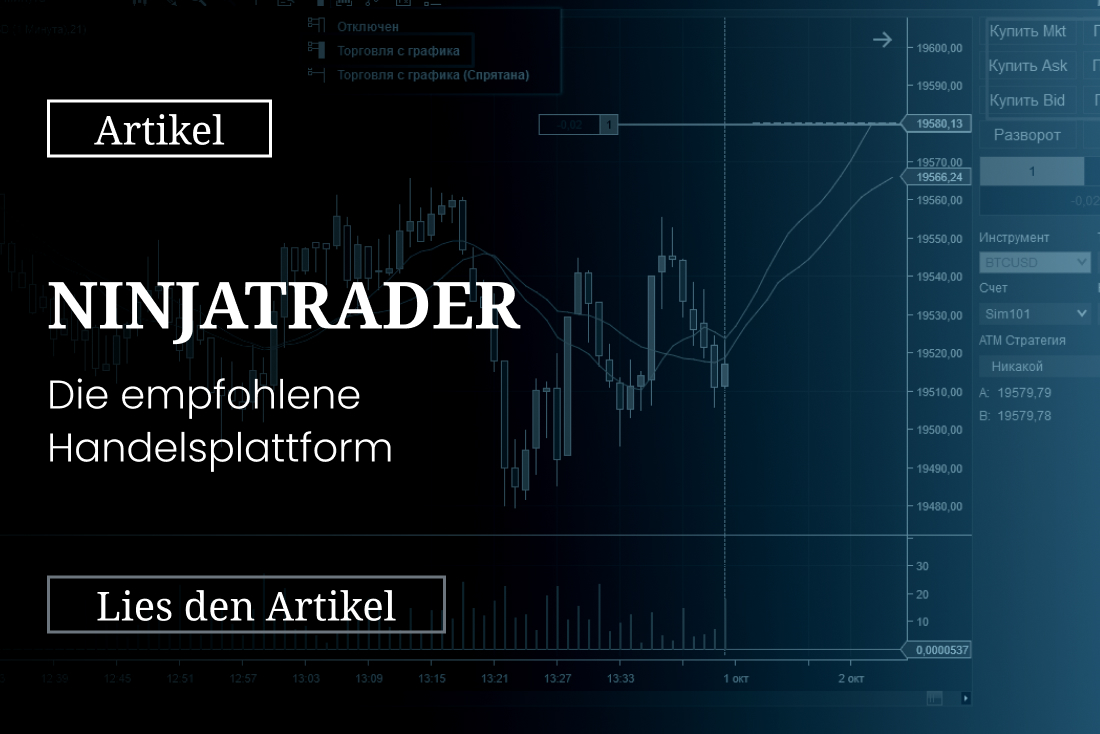 Отключен
Торговля с графика
Торговля с графика (Спрятана)
Artikel
NINJATRADER
Die empfohlene
Handelsplattform
Lies den Artikel
-0.02 1
19600,00
19590,00
19580,13
19570,00
19566,24
19560,00
19550,00
19540,00
19530,00
19520,00
19510,00
19500,00
19490,00
19480,00
30
20
10
0,0000537
12:39 12:45 12:51 12:57 13:03 13:09 13:15 13:21 13:27 13:33 1 окт 2 окт
Купить Mkt
Купить Ask
Купить Bid
Разворот
1
-0,02
Инструмент
BTCUSD
Счет
Sim101
АТМ Стратегия
Никакой
A: 19579,79
B: 19579,78